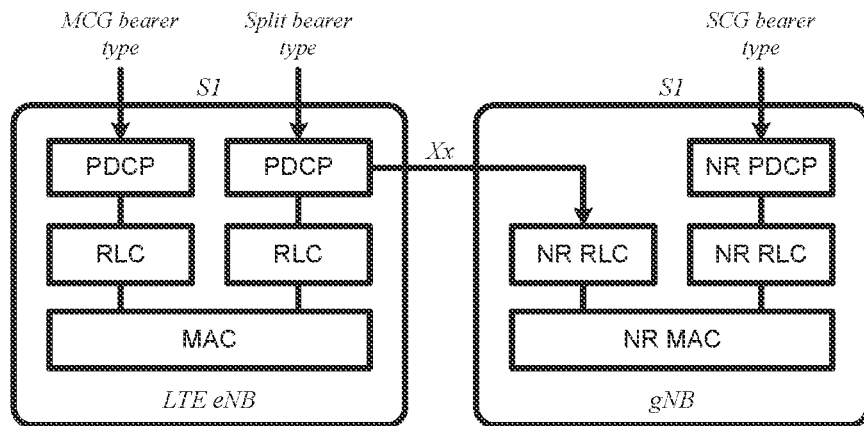 MCG bearer type
Split bearer type
SCG bearer type
S1
S1
PDCP
PDCP
Xx
NR PDCP
RLC
RLC
NR RLC
NR RLC
MAC
NR MAC
LTE eNB
gNB